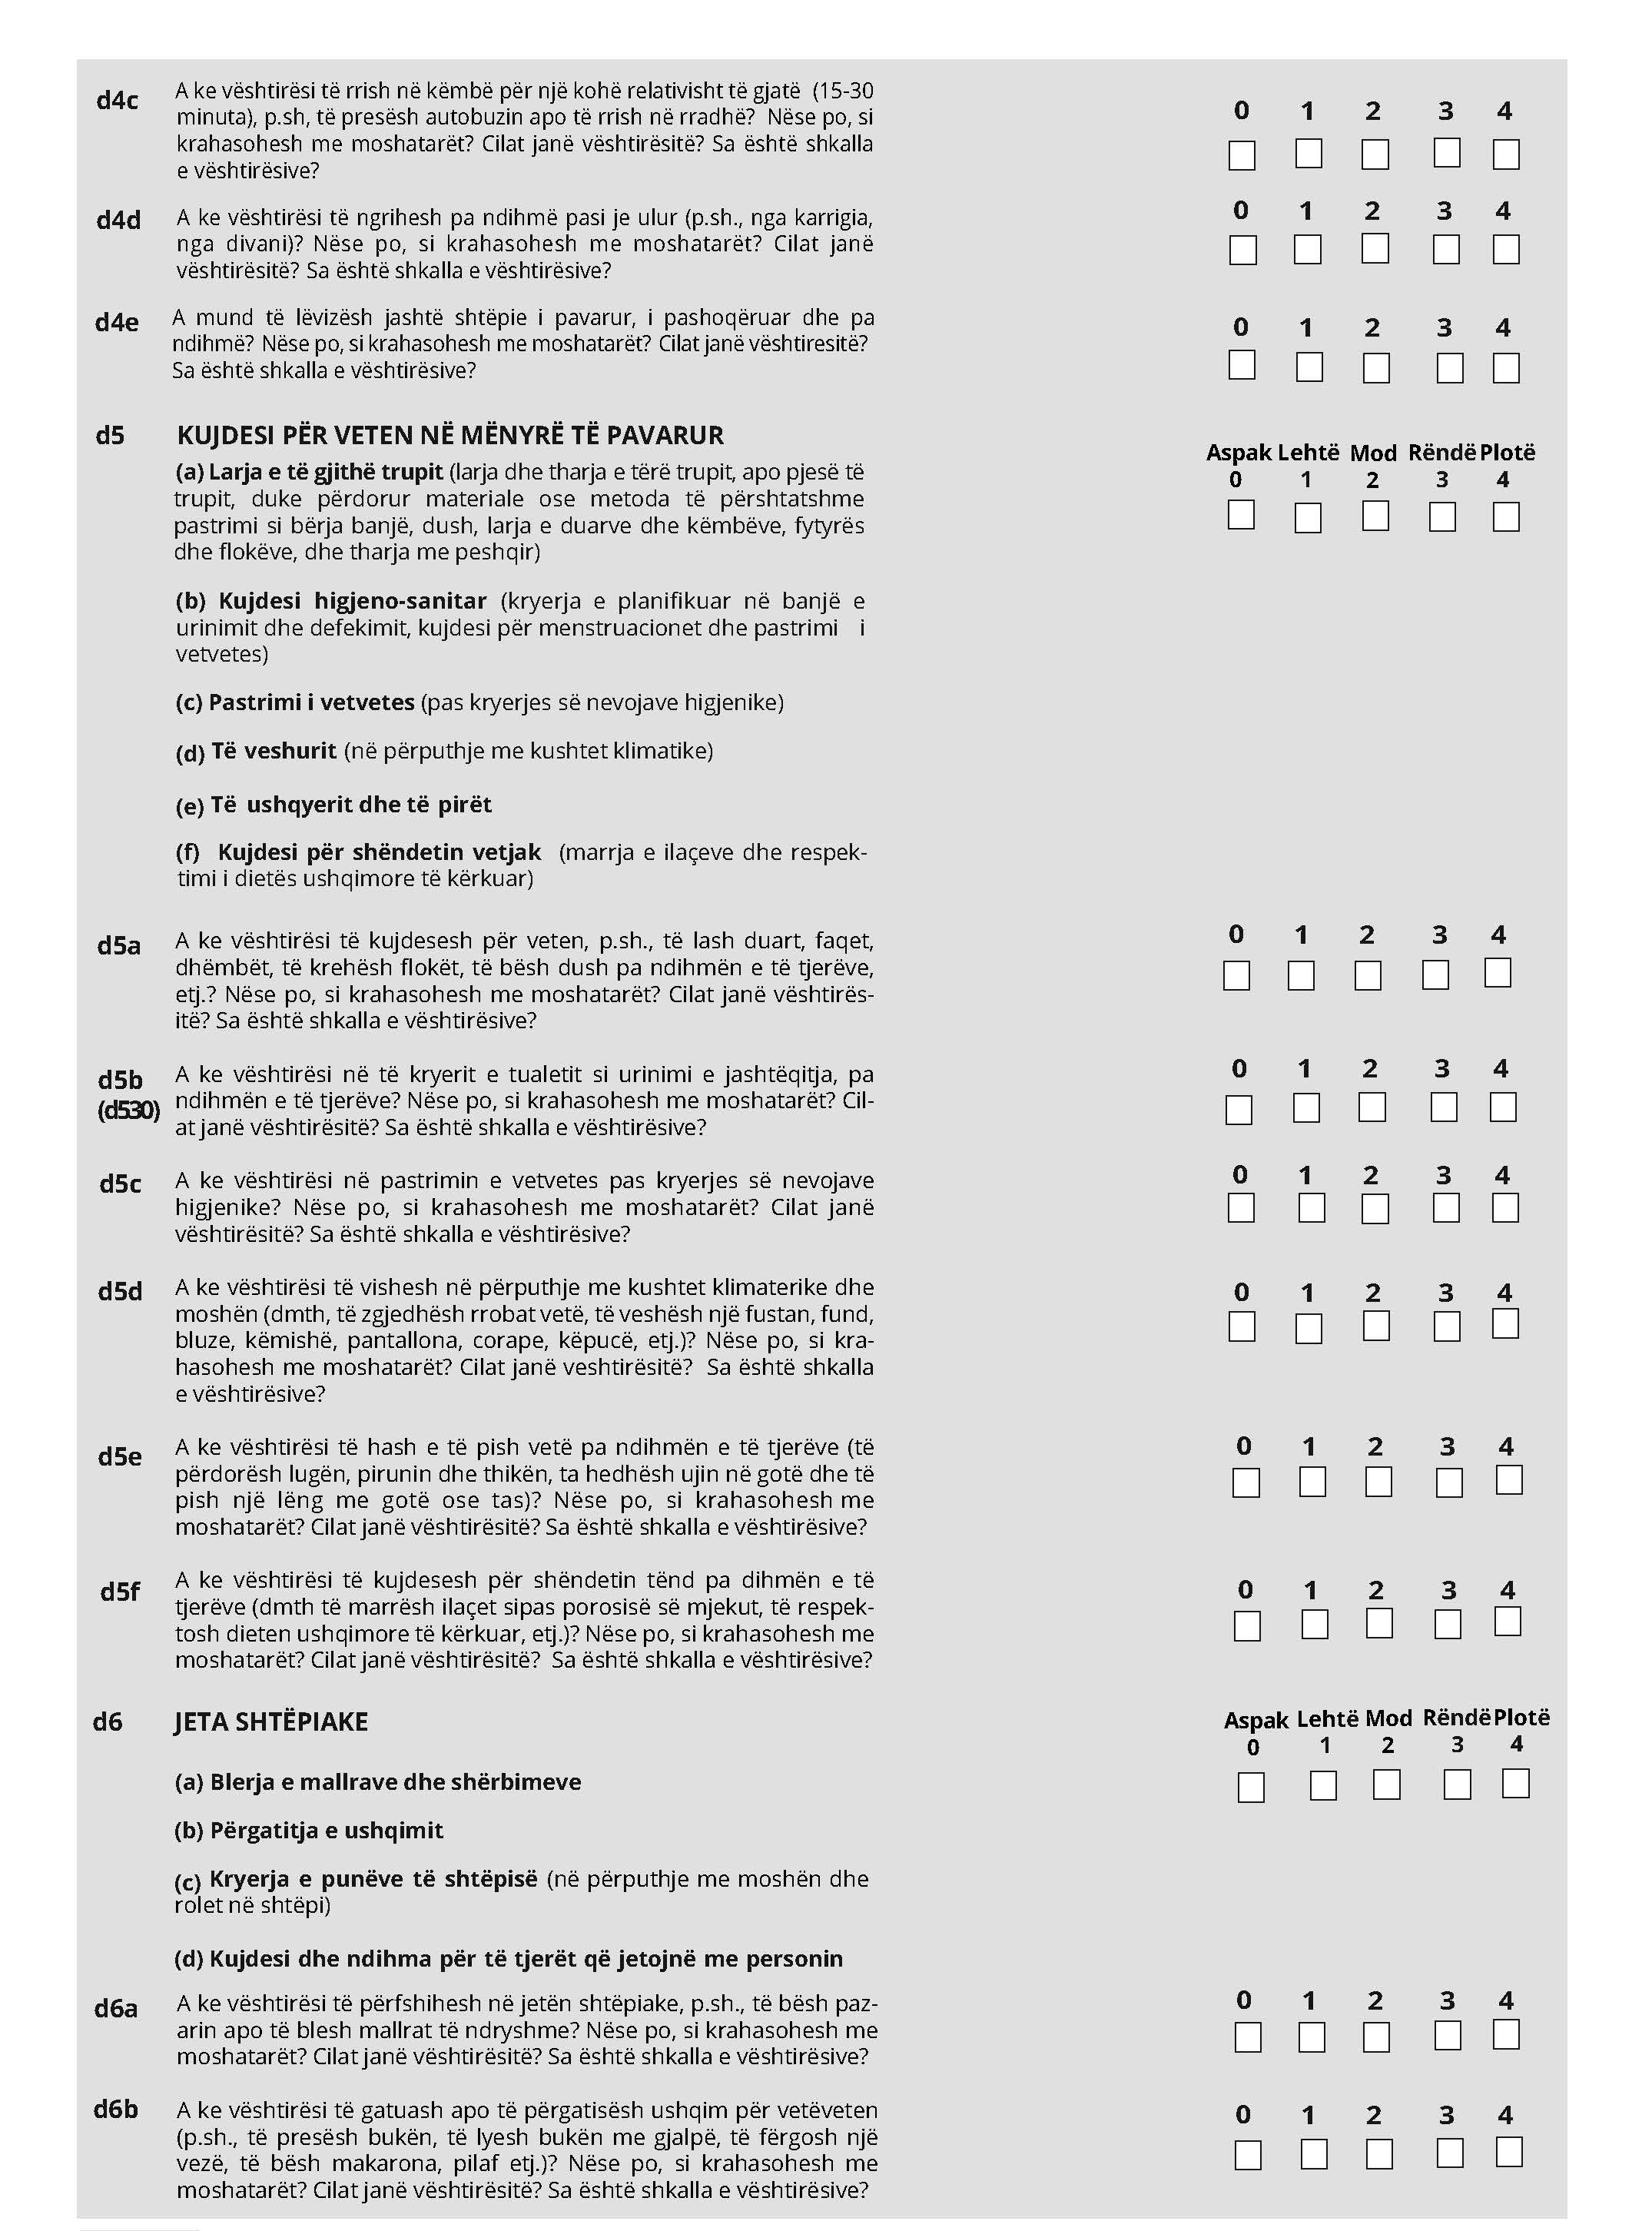 d4c A ke vështirësi të rrish në këmbë për një kohë relativisht të gjatë (15-30
minuta), p.sh, të presësh autobuzin apo të rrish në rradhë? Nëse po, si
krahasohesh me moshatarët? Cilat janë vështirësitë? Sa është shkalla
e vështirësive?
0 1 2 3 4
d4d A ke vështirësi të ngrihesh pa ndihmë pasi je ulur (p.sh., nga karrigia,
nga divani)? Nëse po, si krahasohesh me moshatarët? Cilat janë
vështirësitë? Sa është shkalla e vështirësive?
0 1 2 3 4
d4e A mund të lëvizësh jashtë shtëpie i pavarur, i pashoqëruar dhe pa
ndihmë? Nëse po, si krahasohesh me moshatarët? Cilat janë vështiresitë?
Sa është shkalla e vështirësive?
0 1 2 3 4
d5 KUJDESI PËR VETEN NË MËNYRË TË PAVARUR
Aspak Lehtë Mod Rëndë Plotë
0 1 2 3 4
(a) Larja e të gjithë trupit (larja dhe tharja e tërë trupit, apo pjesë të
trupit, duke përdorur materiale ose metoda të përshtatshme
pastrimi si bërja banjë, dush, larja e duarve dhe këmbëve, fytyrës
dhe flokëve, dhe tharja me peshqir)
(b) Kujdesi higjeno-sanitar (kryerja e planifikuar në banjë e
urinimit dhe defekimit, kujdesi për menstruacionet dhe pastrimi i
vetvetes)
(c) Pastrimi i vetvetes (pas kryerjes së nevojave higjenike)
(d) Të veshurit (në përputhje me kushtet klimatike)
(e) Të ushqyerit dhe të pirët
(f) Kujdesi për shëndetin vetjak (marrja e ilaçeve dhe respek-
timi i dietës ushqimore të kërkuar)
d5a A ke vështirësi të kujdesesh për veten, p.sh., të lash duart, faqet,
dhëmbët, të krehësh flokët, të bësh dush pa ndihmën e të tjerëve,
etj.? Nëse po, si krahasohesh me moshatarët? Cilat janë vështirës-
itë? Sa është shkalla e vështirësive?
0 1 2 3 4
d5b A ke vështirësi në të kryerit e tualetit si urinimi e jashtëqitja, pa
(d530) ndihmën e të tjerëve? Nëse po, si krahasohesh me moshatarët? Cil-
at janë vështirësitë? Sa është shkalla e vështirësive?
0 1 2 3 4
d5c A ke vështirësi në pastrimin e vetvetes pas kryerjes së nevojave
higjenike? Nëse po, si krahasohesh me moshatarët? Cilat janë
vështirësitë? Sa është shkalla e vështirësive?
0 1 2 3 4
d5d A ke vështirësi të vishesh në përputhje me kushtet klimaterike dhe
moshën (dmth, të zgjedhësh rrobat vetë, të veshësh një fustan, fund,
bluze, këmishë, pantallona, corape, këpucë, etj.)? Nëse po, si kra-
hasohesh me moshatarët? Cilat janë veshtirësitë? Sa është shkalla
e vështirësive?
0 1 2 3 4
d5e A ke vështirësi të hash e të pish vetë pa ndihmën e të tjerëve (të
përdorësh lugën, pirunin dhe thikën, ta hedhësh ujin në gotë dhe të
pish një lëng me gotë ose tas)? Nëse po, si krahasohesh me
moshatarët? Cilat janë vështirësitë? Sa është shkalla e vështirësive?
0 1 2 3 4
d5f A ke vështirësi të kujdesesh për shëndetin tënd pa dihmën e të
tjerëve (dmth të marrësh ilaçet sipas porosisë së mjekut, të respek-
tosh dieten ushqimore të kërkuar, etj.)? Nëse po, si krahasohesh me
moshatarët? Cilat janë vështirësitë? Sa është shkalla e vështirësive?
0 1 2 3 4
d6 JETA SHTËPIAKE
Aspak Lehtë Mod Rëndë Plotë
0 1 2 3 4
(a) Blerja e mallrave dhe shërbimeve
(b) Përgatitja e ushqimit
(c) Kryerja e punëve të shtëpisë (në përputhje me moshën dhe
rolet në shtëpi)
(d) Kujdesi dhe ndihma për të tjerët që jetojnë me personin
d6a A ke vështirësi të përfshihesh në jetën shtëpiake, p.sh., të bësh paz-
arin apo të blesh mallrat të ndryshme? Nëse po, si krahasohesh me
moshatarët? Cilat janë vështirësitë? Sa është shkalla e vështirësive?
0 1 2 3 4
d6b A ke vështirësi të gatuash apo të përgatisësh ushqim për vetëveten
(p.sh., të presësh bukën, të lyesh bukën me gjalpë, të fërgosh një
vezë, të bësh makarona, pilaf etj.)? Nëse po, si krahasohesh me
moshatarët? Cilat janë vështirësitë? Sa është shkalla e vështirësive?
0 1 2 3 4